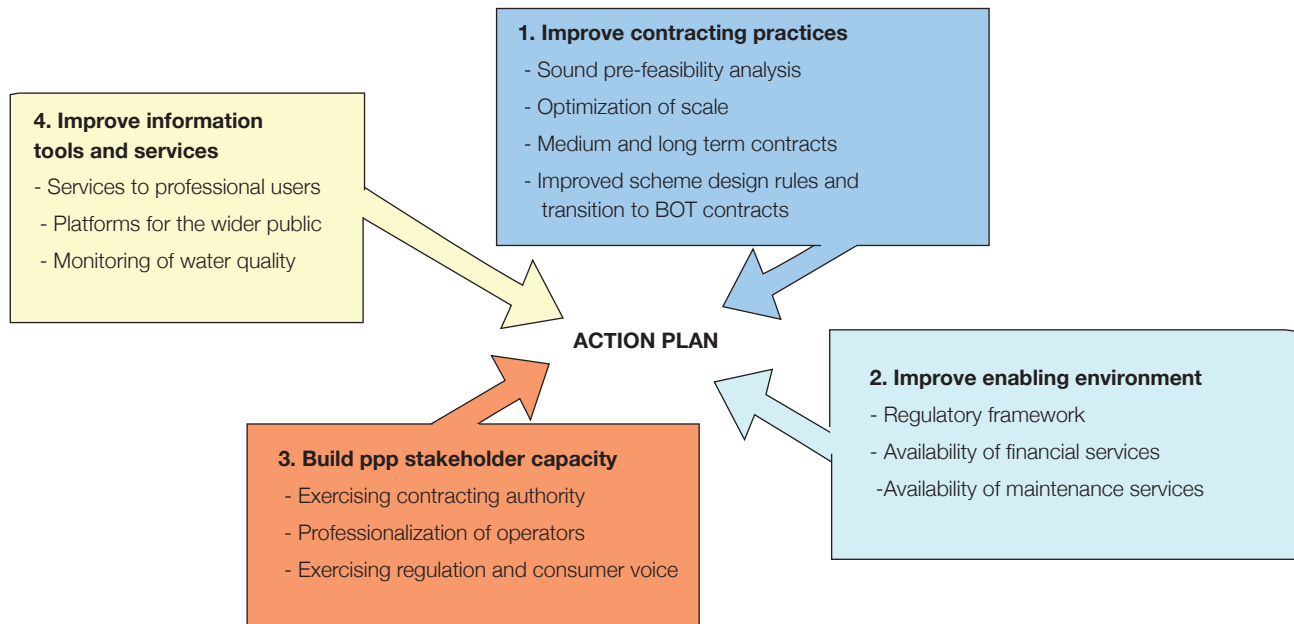 1. Improve contracting practices
- Sound pre-feasibility analysis
- Optimization of scale
- Medium and long term contracts
- Improved scheme design rules and
transition to BOT contracts
4. Improve information
tools and services
- Services to professional users
- Platforms for the wider public
- Monitoring of water quality
ACTION PLAN
2. Improve enabling environment
- Regulatory framework
- Availability of financial services
-Availability of maintenance services
3. Build ppp stakeholder capacity
- Exercising contracting authority
- Professionalization of operators
- Exercising regulation and consumer voice